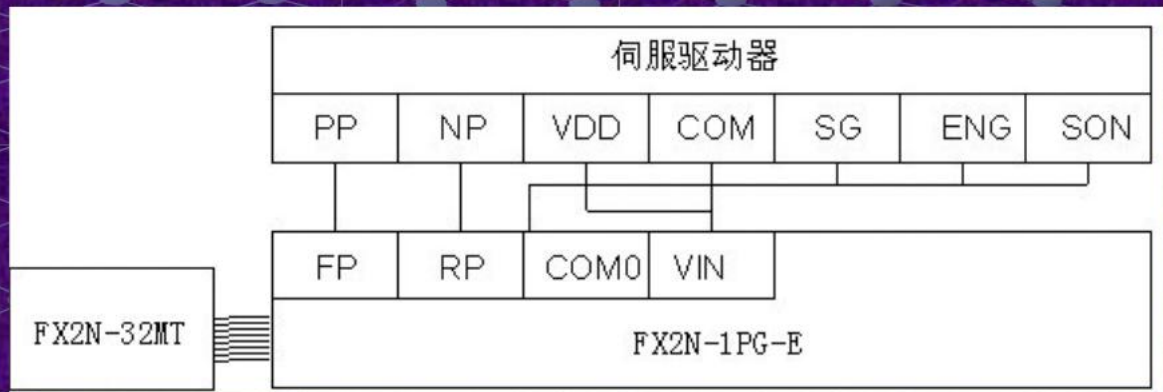 伺服驱动器
PP NP VDD COM SG ENG SON
FP RP COM0 VIN
FX2N-32MT
FX2N-1PG-E